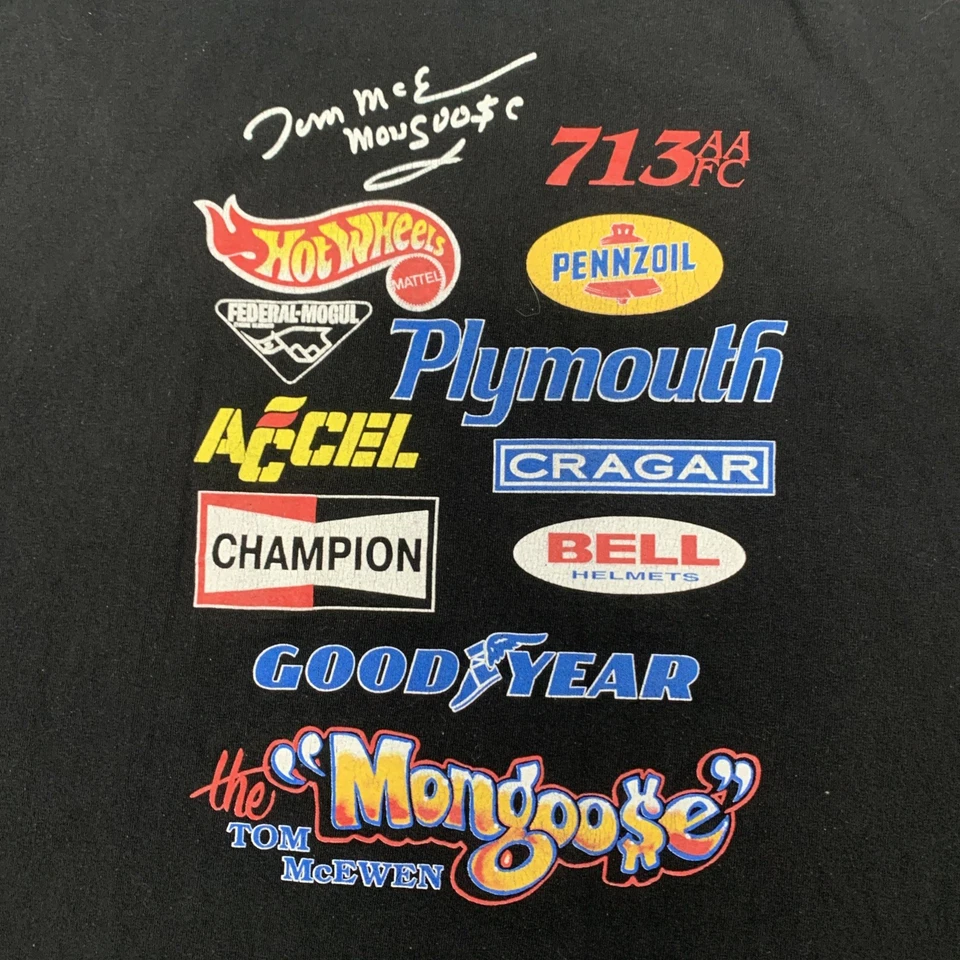 Tom McE
Mongoo$e
713 AA
FC
Hot Wheels
MATTEL
PENNZOIL
FEDERAL-MOGUL
Plymouth
ACCEL
CRAGAR
CHAMPION
BELL
HELMETS
GOODYEAR
the "Mongoo$e"
TOM
McEWEN